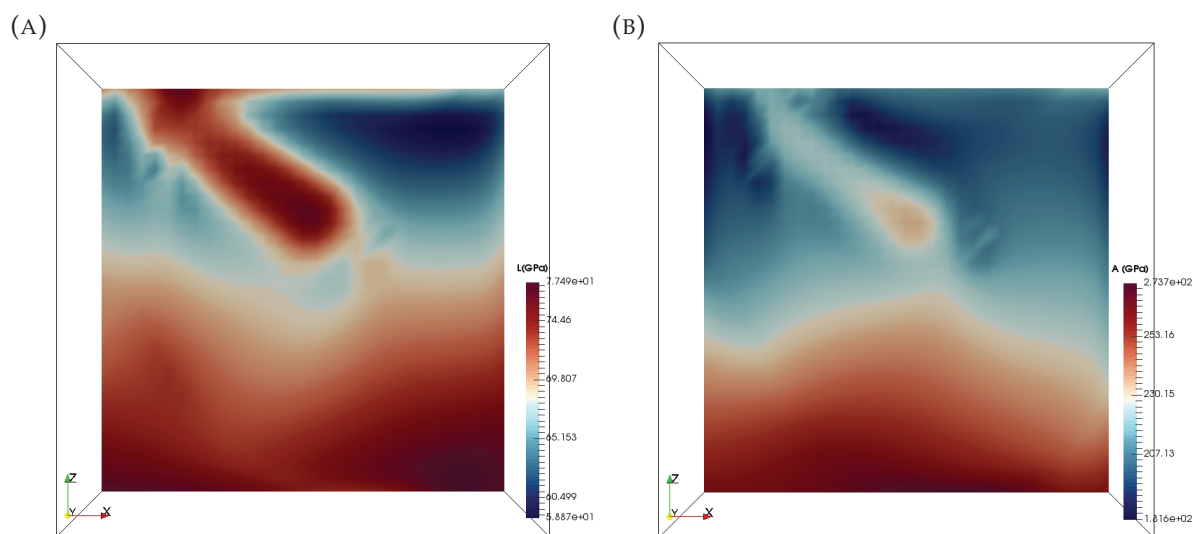 (A)
(B)
L(GPa)
7.749e+01
74.46
69.807
65.153
60.499
5.887e+01
Z
Y
X
A (GPa)
2.737e+02
253.16
230.15
207.13
1.816e+02
Z
Y
X